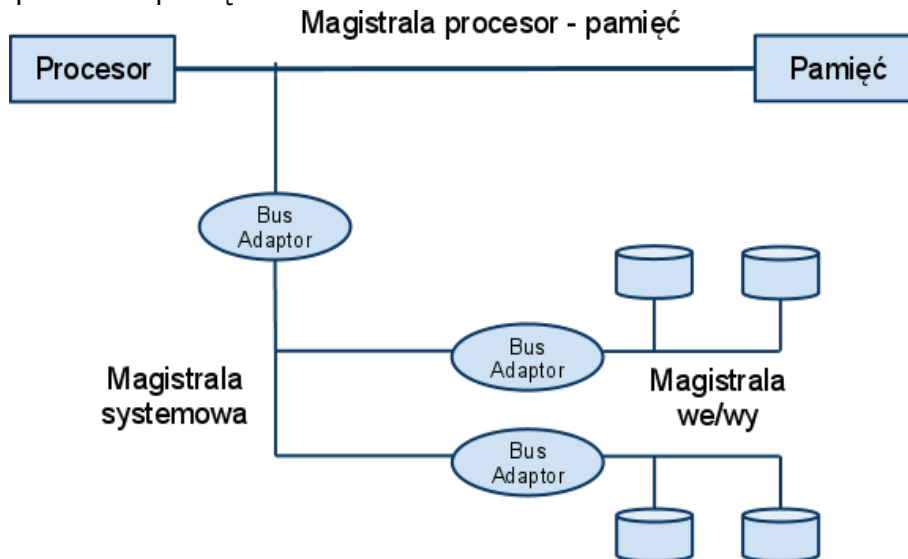 Magistrala procesor - pamięć
Procesor
Pamięć
Bus
Adaptor
Bus
Adaptor
Magistrala
systemowa
Magistrala
we/wy
Bus
Adaptor